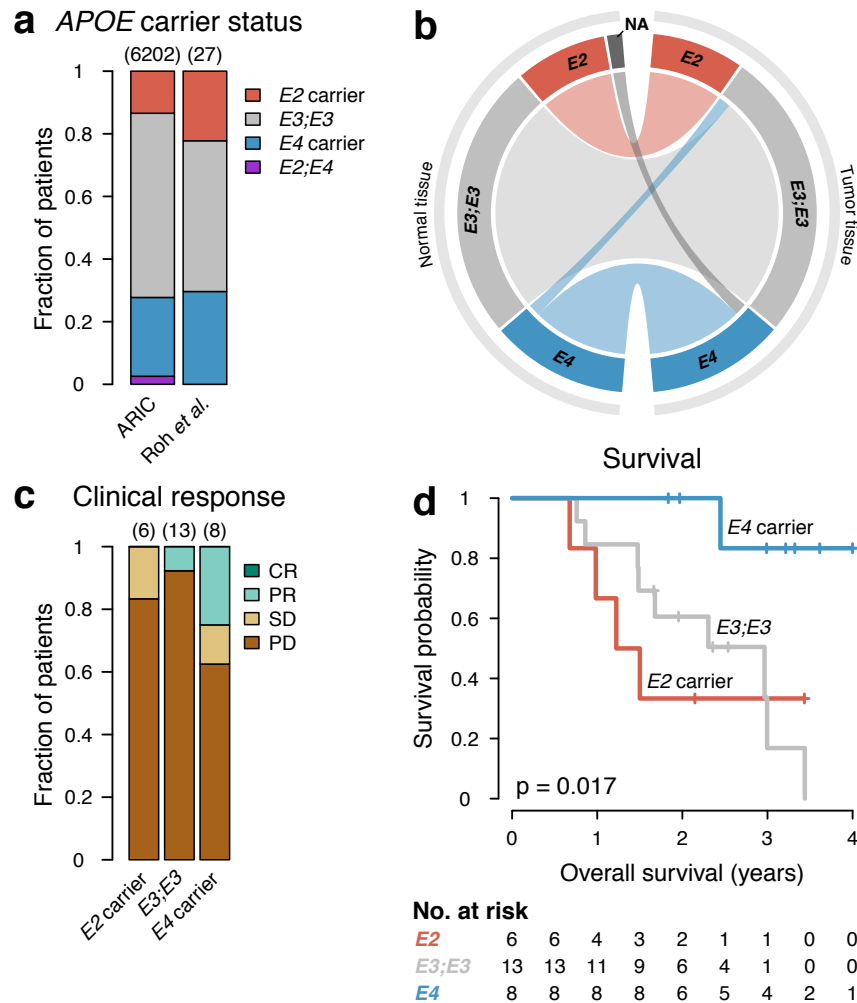 a APOE carrier status
(6202) (27)
1
0.8
0.6
0.4
0.2
0
Fraction of patients
ARIC
Roh et al.
E2 carrier
E3;E3
E4 carrier
E2;E4
b
NA
E2
E2
E3;E3
E3;E3
E4
E4
Normal tissue
Tumor tissue
c Clinical response
(6) (13) (8)
1
0.8
0.6
0.4
0.2
0
Fraction of patients
E2 carrier
E3;E3
E4 carrier
CR
PR
SD
PD
d Survival
1
0.8
0.6
0.4
0.2
0
Survival probability
E4 carrier
E3;E3
E2 carrier
p = 0.017
0 1 2 3 4
Overall survival (years)
No. at risk
E2 6 6 4 3 2 1 1 0 0
E3;E3 13 13 11 9 6 4 1 0 0
E4 8 8 8 8 6 5 4 2 1